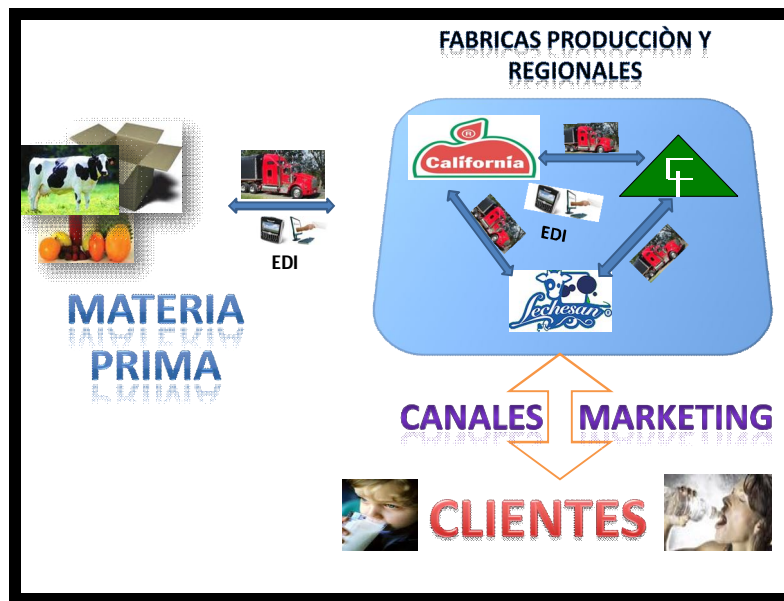 FABRICAS PRODUCCIÒN Y
REGIONALES
®
California
EDI
EDI
Lechesan
MATERIA
PRIMA
CANALES MARKETING
CLIENTES